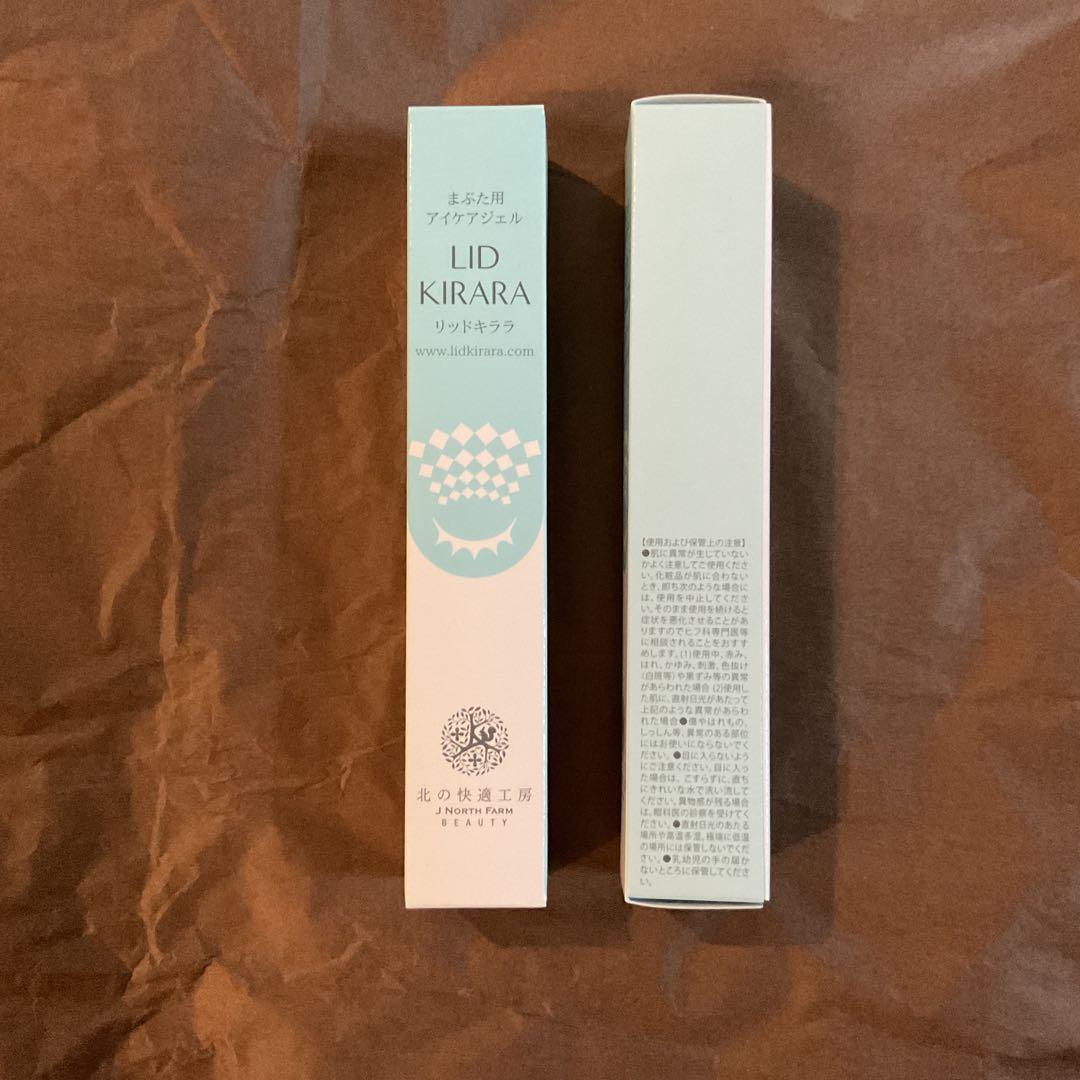 まぶた用
アイケアジェル
LID
KIRARA
リッドキララ
www.lidkirara.com
北の快適工房
J NORTH FARM
BEAUTY
【使用および保管上の注意】
●肌に異常が生じていない
かよく注意してご使用くださ
い。化粧品が肌に合わない
とき、即ち次のような場合に
は、使用を中止してくださ
い。そのまま使用を続けると
症状を悪化させることがあ
りますのでヒフ科専門医等
に相談されることをおすす
めします。(1)使用中、赤み、
はれ、かゆみ、刺激、色抜け
(白斑等)や黒ずみ等の異常
があらわれた場合 (2)使用し
た肌に、直射日光があたって
上記のような異常があらわ
れた場合●傷やはれもの、
しっしん等、異常のある部位
にはお使いにならないでく
ださい。●目に入らないよう
にご注意ください。目に入っ
た場合は、こすらずに、直ち
にきれいな水で洗い流して
ください。異物感が残る場合
は、眼科医の診察を受けてく
ださい。●直射日光のあたる
場所や高温多湿、極端に低温
の場所には保管しないでくだ
さい。●乳幼児の手の届か
ないところに保管してくださ
い。